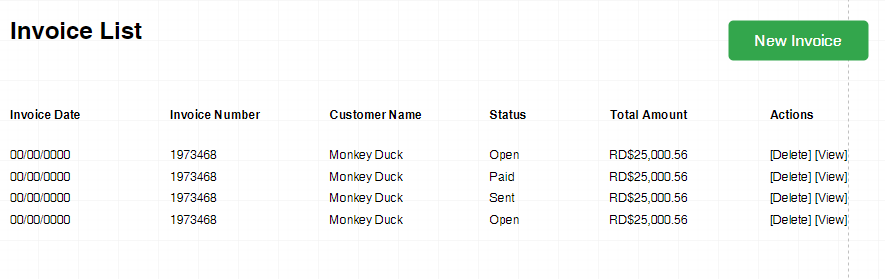 Invoice List
New Invoice
Invoice Date Invoice Number Customer Name Status Total Amount Actions
00/00/0000 1973468 Monkey Duck Open RD$25,000.56 [Delete] [View]
00/00/0000 1973468 Monkey Duck Paid RD$25,000.56 [Delete] [View]
00/00/0000 1973468 Monkey Duck Sent RD$25,000.56 [Delete] [View]
00/00/0000 1973468 Monkey Duck Open RD$25,000.56 [Delete] [View]